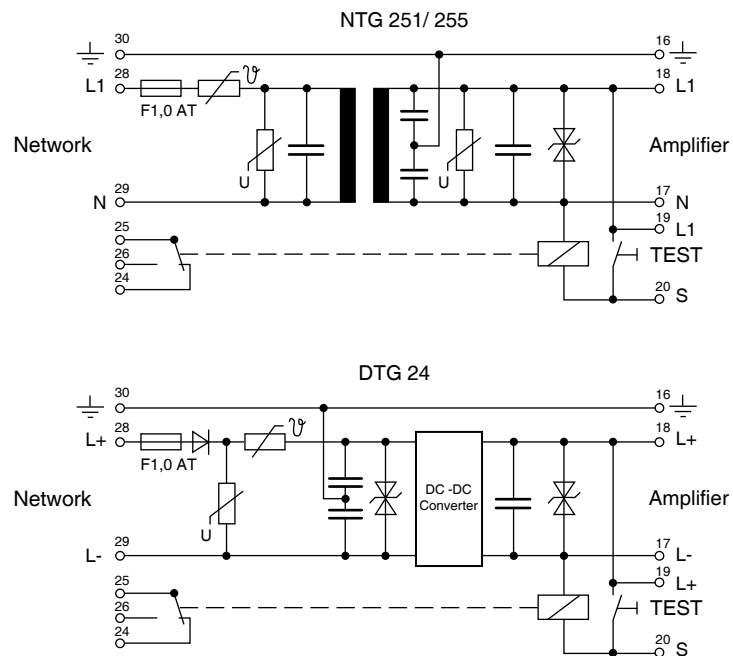 NTG 251/ 255
30
16
28
18
L1
ϑ
L1
F1,0 AT
Network
Amplifier
U
U
29
17
N
N
25
19
L1
26
TEST
24
20
S
DTG 24
30
16
28
18
L+
ϑ
L+
F1,0 AT
Network
DC -DC
Converter
Amplifier
U
29
17
L-
L-
25
19
L+
26
TEST
24
20
S